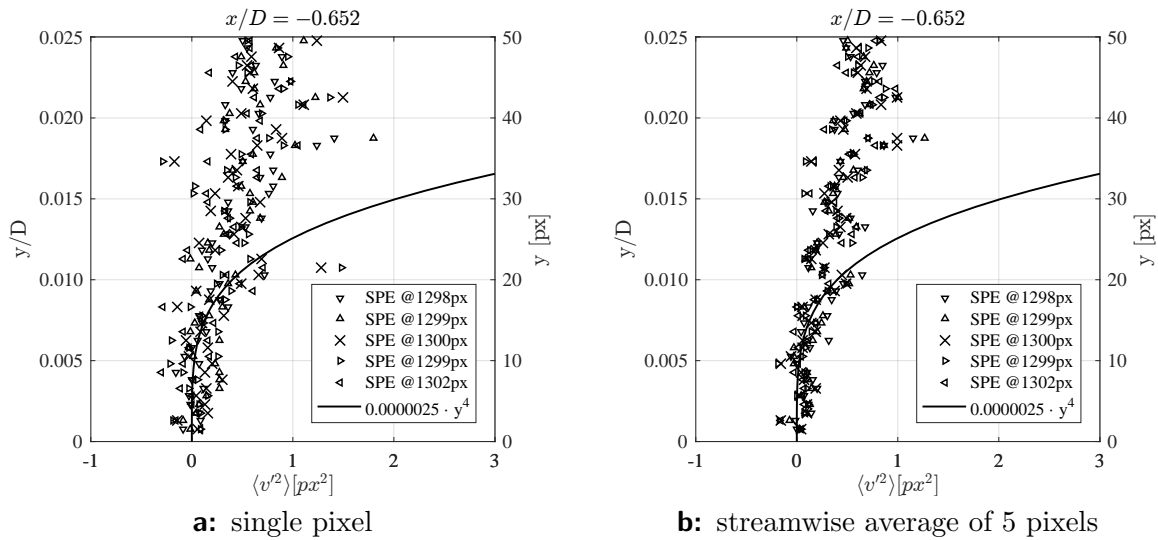 x/D = −0.652
0.025
0.020
0.015
0.010
0.005
0
y/D
50
40
30
20
10
0
y [px]
-1
0
1
2
3
⟨v′²⟩[px²]
SPE @1298px
SPE @1299px
SPE @1300px
SPE @1299px
SPE @1302px
0.0000025 · y⁴
a: single pixel
x/D = −0.652
0.025
0.020
0.015
0.010
0.005
0
y/D
50
40
30
20
10
0
y [px]
-1
0
1
2
3
⟨v′²⟩[px²]
SPE @1298px
SPE @1299px
SPE @1300px
SPE @1299px
SPE @1302px
0.0000025 · y⁴
b: streamwise average of 5 pixels